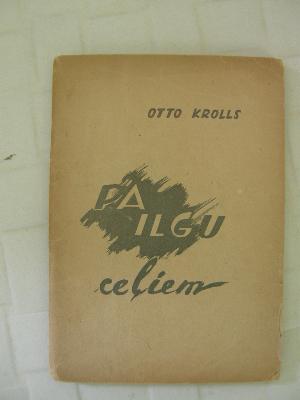 OTTO KROLLS
PA
ILGU
celiem